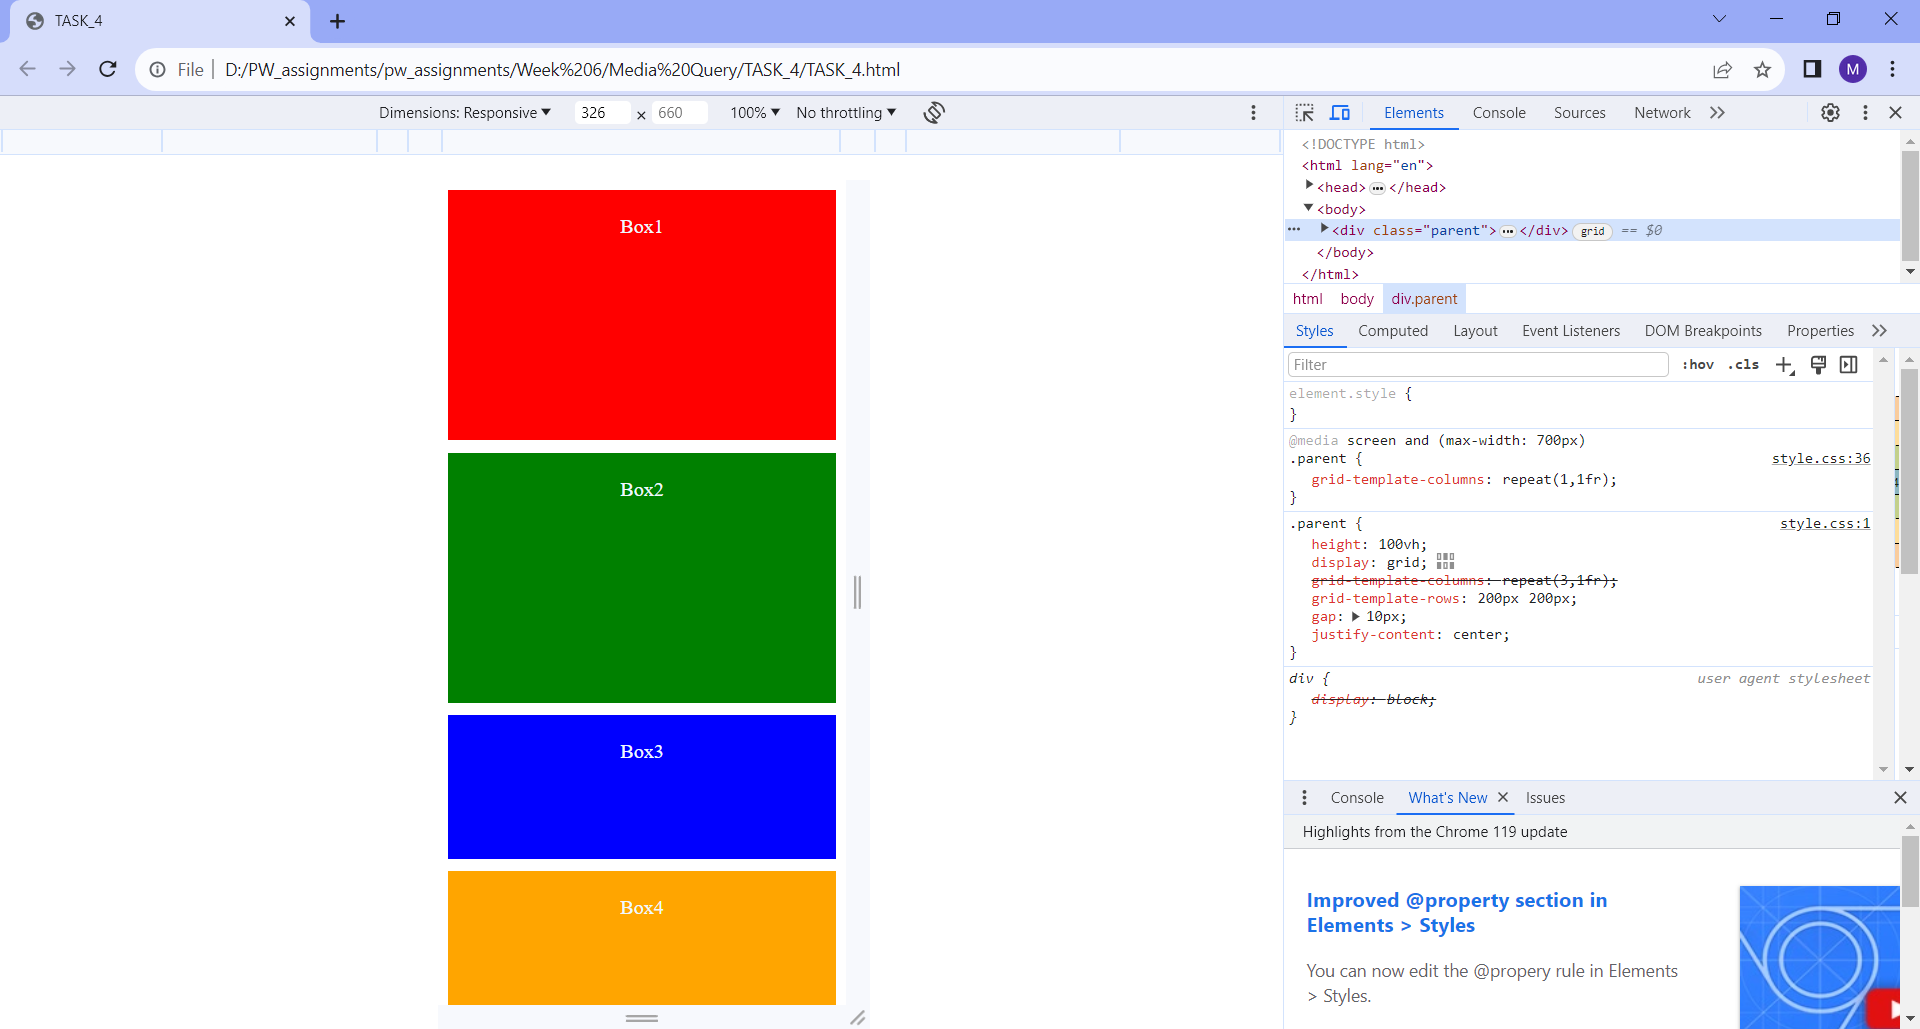 TASK_4
File
D:/PW_assignments/pw_assignments/Week%206/Media%20Query/TASK_4/TASK_4.html
M
Dimensions: Responsive 326 × 660 100% No throttling
Elements Console Sources Network
<!DOCTYPE html>
<html lang="en">
<head> ••• </head>
<body>
••• <div class="parent"> ••• </div> grid == $0
</body>
</html>
html body div.parent
Styles Computed Layout Event Listeners DOM Breakpoints Properties
Filter :hov .cls
element.style {
}
@media screen and (max-width: 700px)
.parent { style.css:36
grid-template-columns: repeat(1,1fr);
}
.parent { style.css:1
height: 100vh;
display: grid;
grid-template-columns: repeat(3,1fr);
grid-template-rows: 200px 200px;
gap: 10px;
justify-content: center;
}
div { user agent stylesheet
display: block;
}
Console What's New Issues
Highlights from the Chrome 119 update
Improved @property section in
Elements > Styles
You can now edit the @propery rule in Elements
> Styles.
Box1
Box2
Box3
Box4